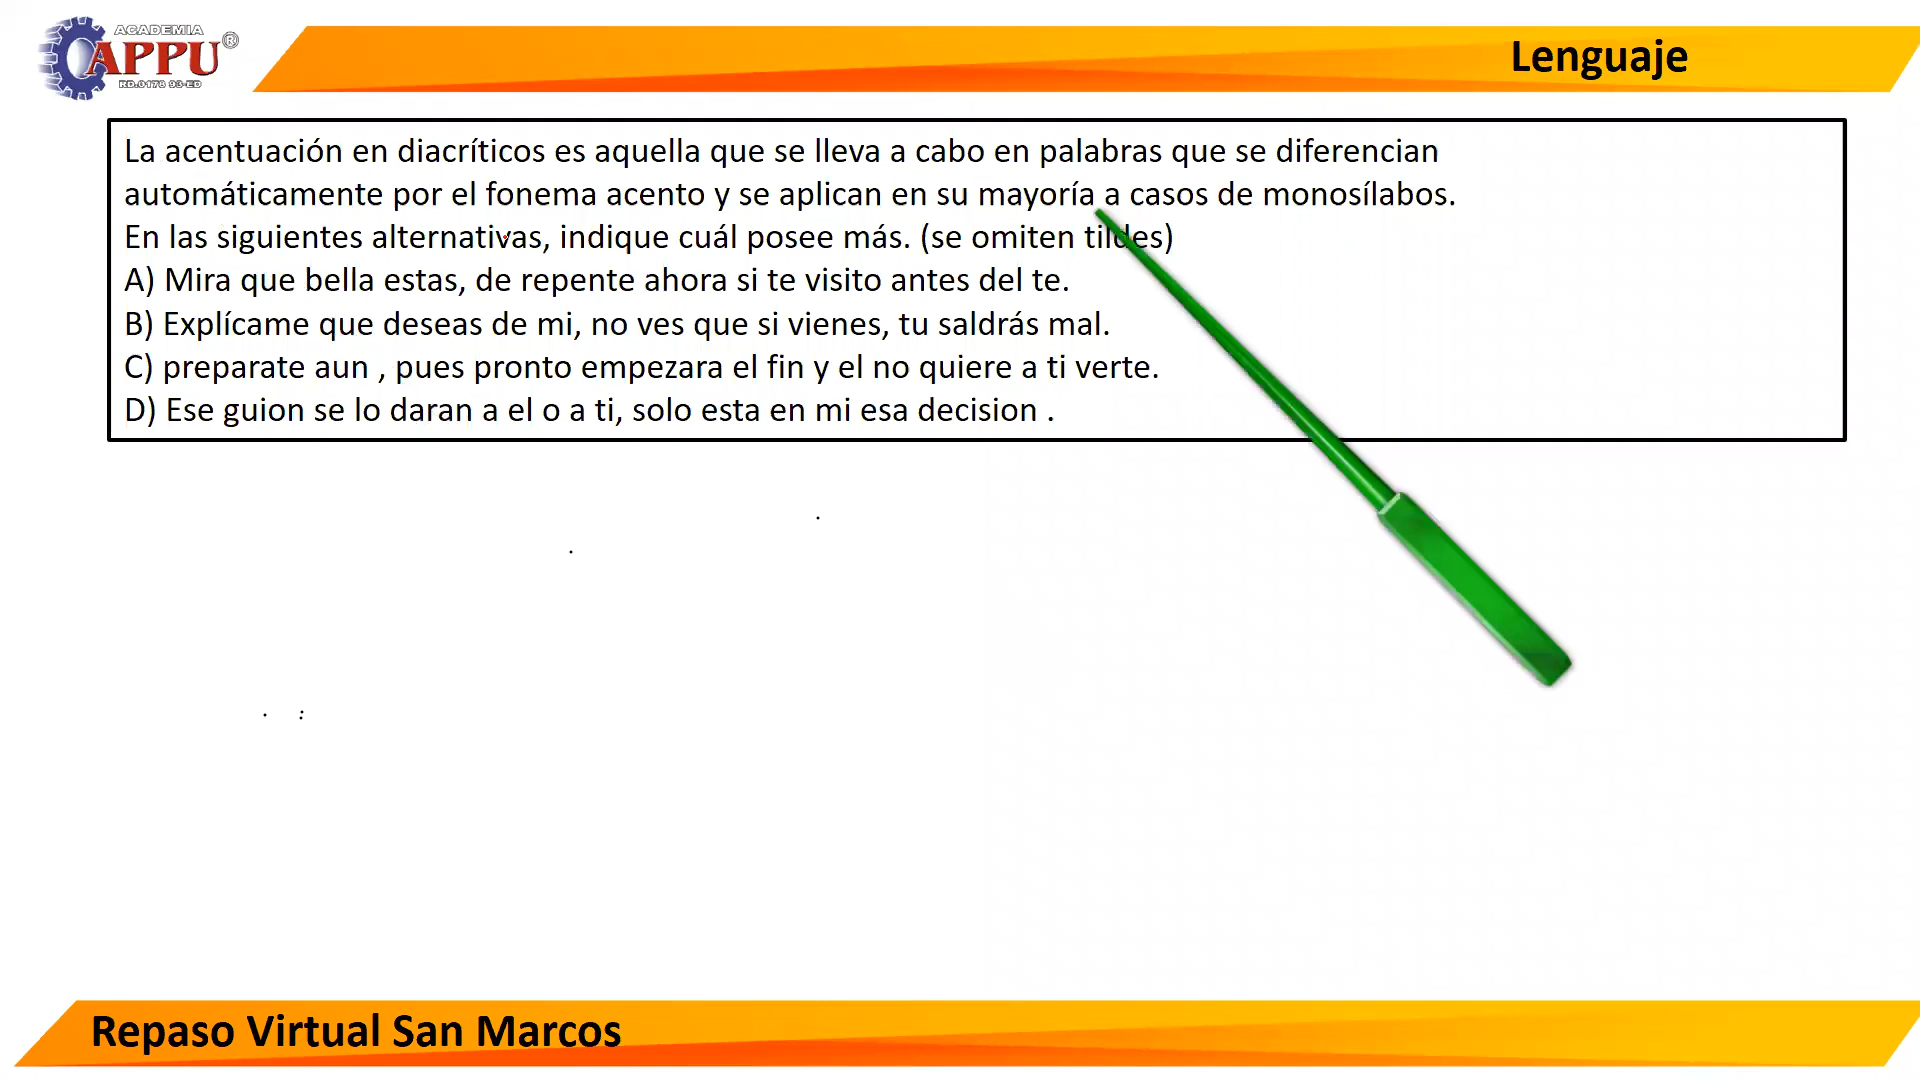 ACADEMIA
APPU®
RD.0178 93-ED
Lenguaje
La acentuación en diacríticos es aquella que se lleva a cabo en palabras que se diferencian
automáticamente por el fonema acento y se aplican en su mayoría a casos de monosílabos.
En las siguientes alternativas, indique cuál posee más. (se omiten tildes)
A) Mira que bella estas, de repente ahora si te visito antes del te.
B) Explícame que deseas de mi, no ves que si vienes, tu saldrás mal.
C) preparate aun , pues pronto empezara el fin y el no quiere a ti verte.
D) Ese guion se lo daran a el o a ti, solo esta en mi esa decision .
Repaso Virtual San Marcos